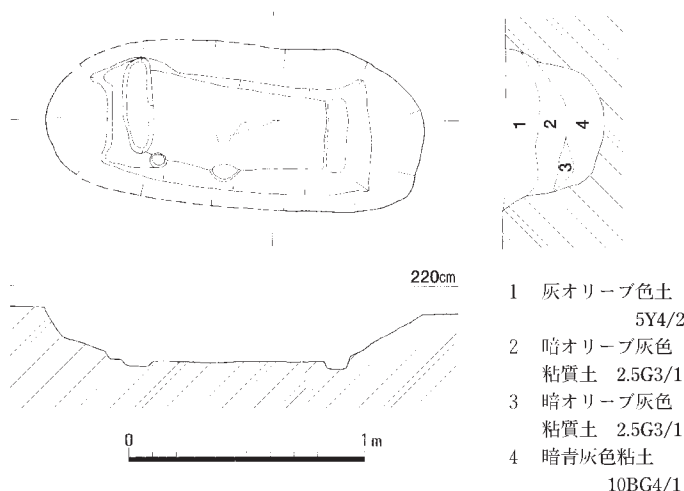 1
2
4
3
220cm
0
1m
1 灰オリーブ色土
5Y4/2
2 暗オリーブ灰色
粘質土 2.5G3/1
3 暗オリーブ灰色
粘質土 2.5G3/1
4 暗青灰色粘土
10BG4/1